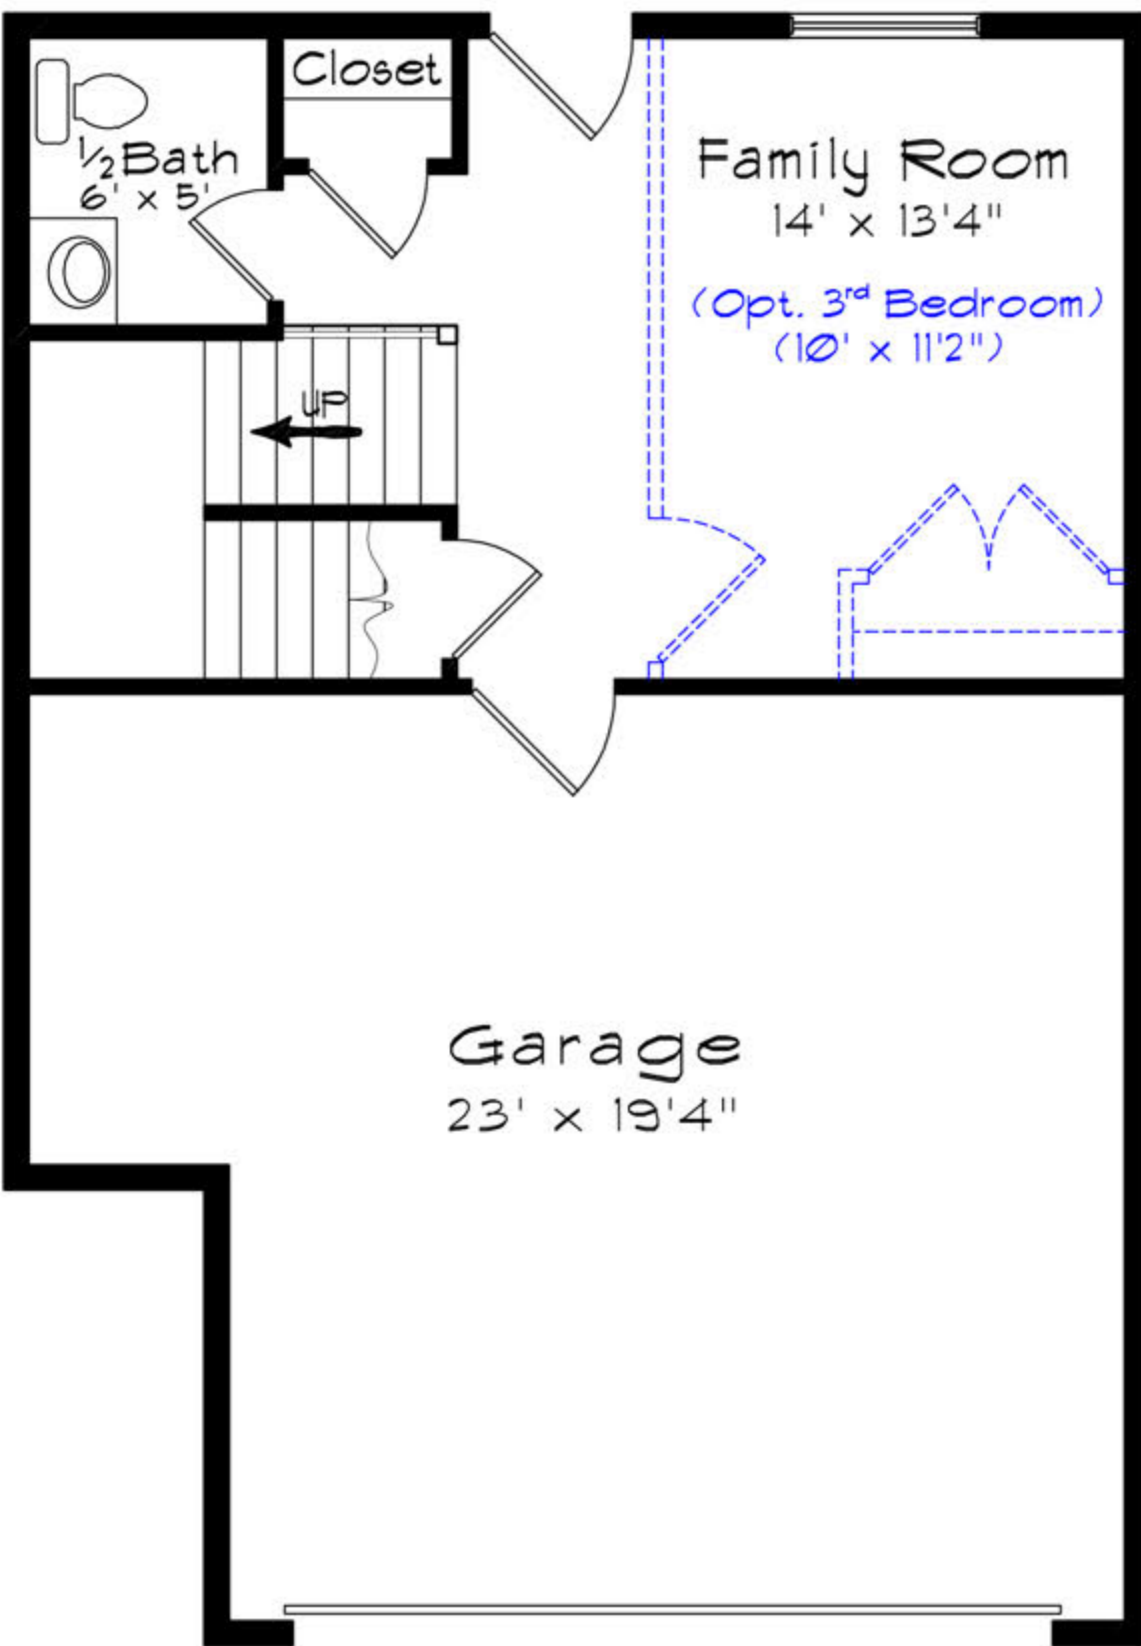 Closet
½ Bath
6' x 5'
Family Room
14' x 13'4"
(Opt. 3rd Bedroom)
(10' x 11'2")
UP
Garage
23' x 19'4"